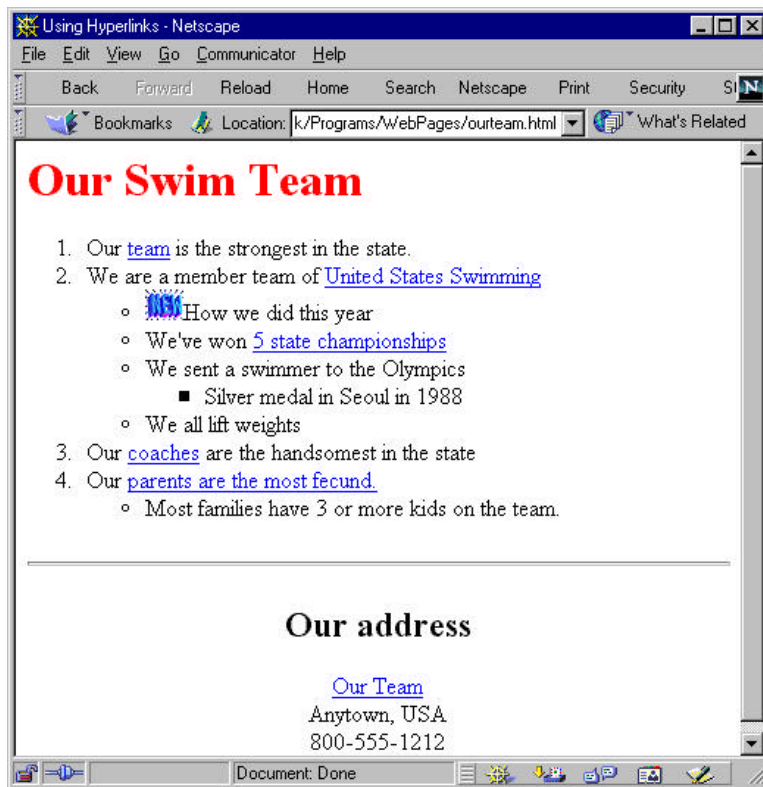 Using Hyperlinks - Netscape
File Edit View Go Communicator Help
Back Forward Reload Home Search Netscape Print Security
N
Bookmarks Location: k/Programs/WebPages/ourteam.html What's Related
Our Swim Team
1. Our team is the strongest in the state.
2. We are a member team of United States Swimming
NEW How we did this year
We've won 5 state championships
We sent a swimmer to the Olympics
Silver medal in Seoul in 1988
We all lift weights
3. Our coaches are the handsomest in the state
4. Our parents are the most fecund.
Most families have 3 or more kids on the team.
Our address
Our Team
Anytown, USA
800-555-1212
Document: Done